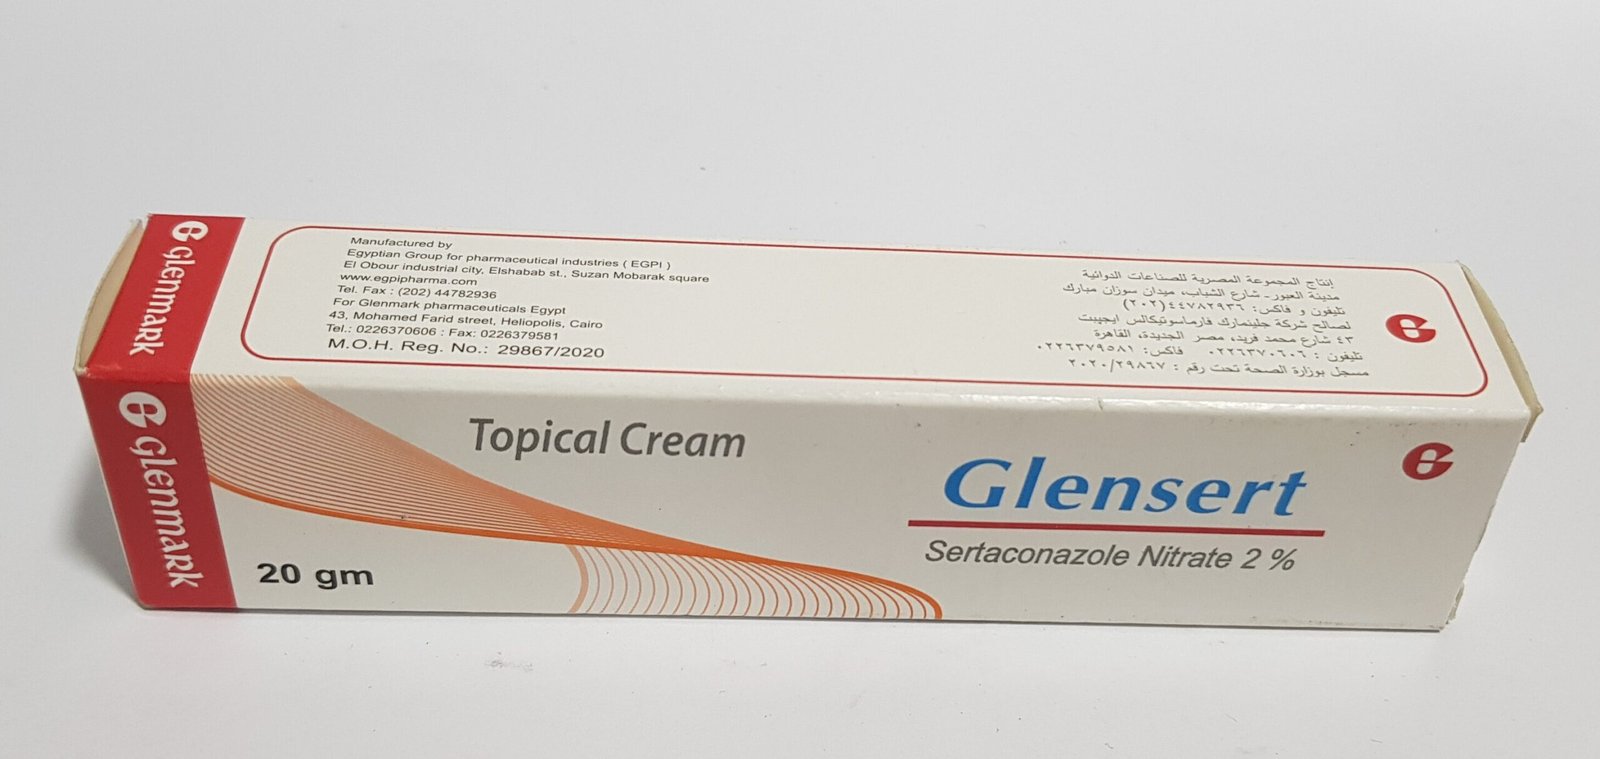 Glenmark
Manufactured by
Egyptian Group for pharmaceutical industries ( EGPI )
El Obour industrial city, Elshabab st., Suzan Mobarak square
www.egpipharma.com
Tel. Fax : (202) 44782936
For Glenmark pharmaceuticals Egypt
43, Mohamed Farid street, Heliopolis, Cairo
Tel.: 0226370606 : Fax: 0226379581
M.O.H. Reg. No.: 29867/2020
إنتاج المجموعة المصرية للصناعات الدوائية
مدينة العبور - شارع الشباب، ميدان سوزان مبارك
تليفون و فاكس: ٤٤٧٨٢٩٣٦ (٢٠٢)
لصالح شركة جلينمارك فارماسوتيكالس ايجيبت
٤٣ شارع محمد فريد، مصر الجديدة، القاهرة
تليفون : ٠٢٢٦٣٧٠٦٠٦ فاكس: ٠٢٢٦٣٧٩٥٨١
مسجل بوزارة الصحة تحت رقم : ٢٠٢٠/٢٩٨٦٧
Glenmark
Topical Cream
Glensert
Sertaconazole Nitrate 2 %
20 gm